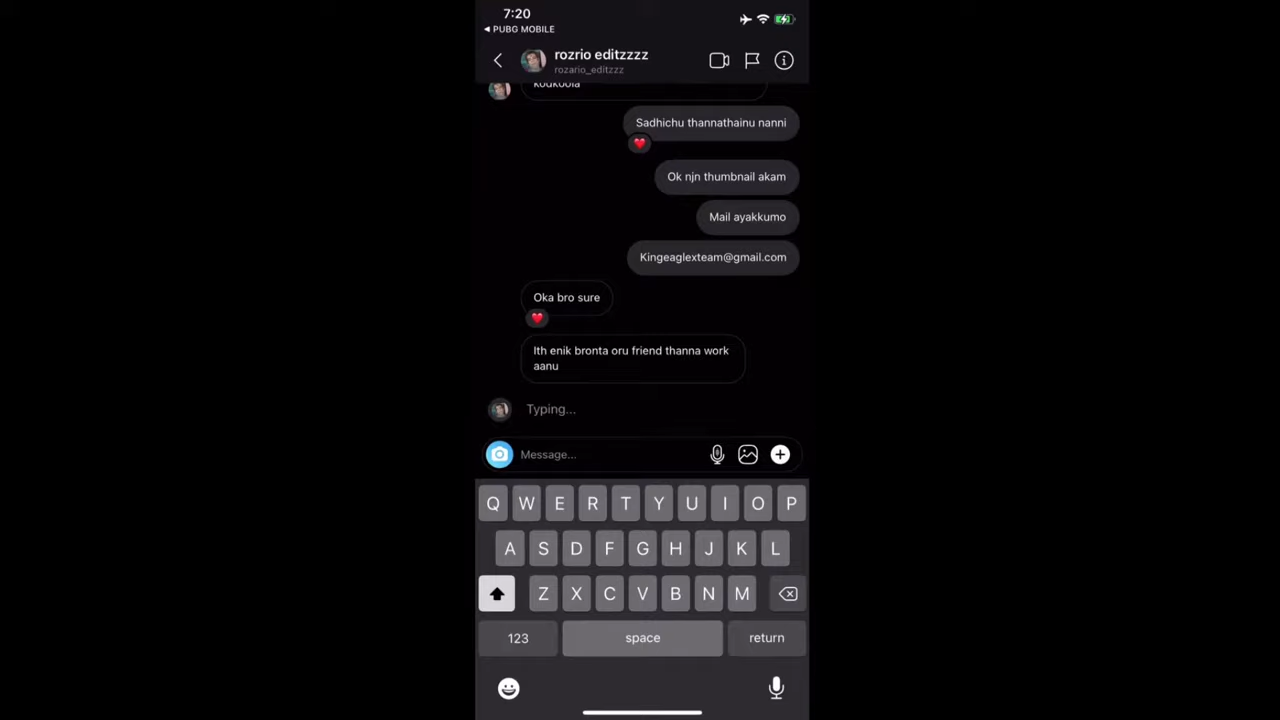 7:20
◀ PUBG MOBILE
rozrio editzzzz
rozario_editzzz
koukoola
Sadhichu thannathainu nanni
Ok njn thumbnail akam
Mail ayakkumo
Kingeaglexteam@gmail.com
Oka bro sure
Ith enik bronta oru friend thanna work
aanu
Typing...
Message...
Q W E R T Y U I O P
A S D F G H J K L
Z X C V B N M
123 space return